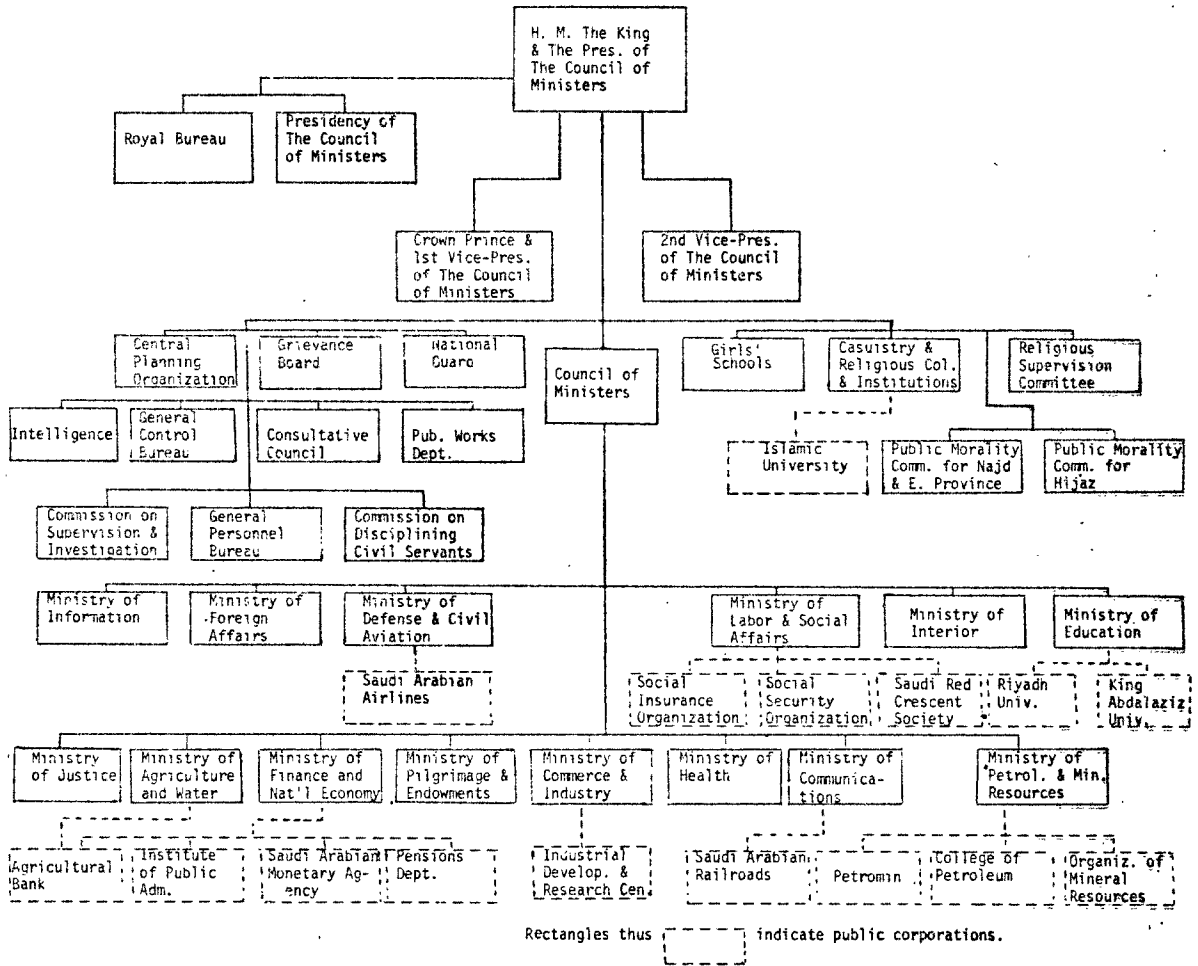 H. M. The King
& The Pres. of
The Council of
Ministers
Royal Bureau
Presidency of
The Council
of Ministers
Crown Prince &
1st Vice-Pres.
of The Council
of Ministers
2nd Vice-Pres.
of The Council
of Ministers
Central
Planning
Organization
Grievance
Board
National
Guard
Council of
Ministers
Girls'
Schools
Casuistry &
Religious Col.
& Institutions
Religious
Supervision
Committee
Intelligence
General
Control
Bureau
Consultative
Council
Pub. Works
Dept.
Islamic
University
Public Morality
Comm. for Najd
& E. Province
Public Morality
Comm. for
Hijaz
Commission on
Supervision &
Investigation
General
Personnel
Bureau
Commission on
Disciplining
Civil Servants
Ministry of
Information
Ministry of
Foreign
Affairs
Ministry of
Defense & Civil
Aviation
Ministry of
Labor & Social
Affairs
Ministry of
Interior
Ministry of
Education
Saudi Arabian
Airlines
Social
Insurance
Organization
Social
Security
Organization
Saudi Red
Crescent
Society
Riyadh
Univ.
King
Abdalaziz
Univ.
Ministry
of Justice
Ministry of
Agriculture
and Water
Ministry of
Finance and
Nat'l Economy
Ministry of
Pilgrimage &
Endowments
Ministry of
Commerce &
Industry
Ministry of
Health
Ministry of
Communica-
tions
Ministry of
Petrol. & Min.
Resources
Agricultural
Bank
Institute
of Public
Adm.
Saudi Arabian
Monetary Ag-
ency
Pensions
Dept.
Industrial
Develop. &
Research Cen.
Saudi Arabian
Railroads
Petromin
College of
Petroleum
Organiz. of
Mineral
Resources
Rectangles thus indicate public corporations.